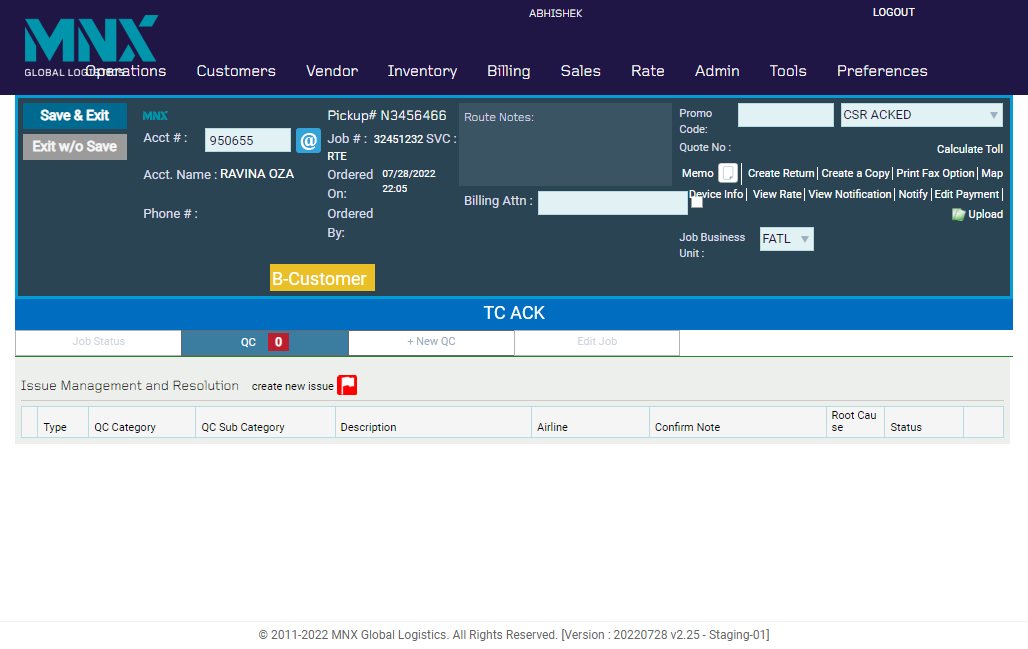 ABHISHEK
LOGOUT
MNX
GLOBAL LOGISTICS
Operations Customers Vendor Inventory Billing Sales Rate Admin Tools Preferences
Save & Exit
Exit w/o Save
MNX
Acct # : 950655 @
Acct. Name : RAVINA OZA
Phone # :
Pickup# N3456466
Job # : 32451232 SVC :
RTE
Ordered 07/28/2022
On: 22:05
Ordered
By:
B-Customer
Route Notes:
Billing Attn :
Promo
Code:
CSR ACKED
Quote No :
Calculate Toll
Memo | Create Return | Create a Copy | Print Fax Option | Map
Device Info | View Rate | View Notification | Notify | Edit Payment |
Upload
Job Business
Unit :
FATL
TC ACK
Job Status QC 0 + New QC Edit Job
Issue Management and Resolution create new issue
Type QC Category QC Sub Category Description Airline Confirm Note Root Cau
se Status
© 2011-2022 MNX Global Logistics. All Rights Reserved. [Version : 20220728 v2.25 - Staging-01]